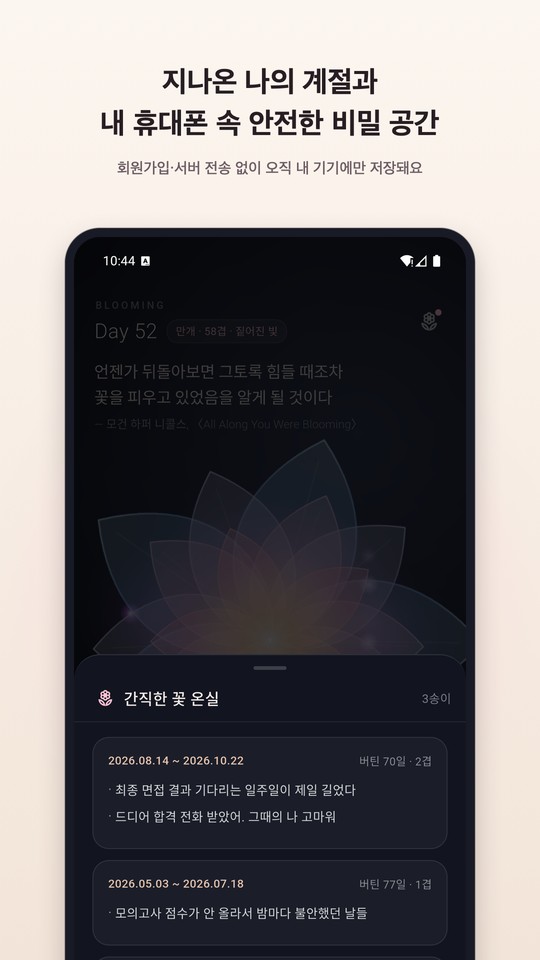 지나온 나의 계절과
내 휴대폰 속 안전한 비밀 공간
회원가입·서버 전송 없이 오직 내 기기에만 저장돼요
10:44 A
BLOOMING
Day 52 만개 · 58겹 · 짙어진 빛
언젠가 뒤돌아보면 그토록 힘들 때조차
꽃을 피우고 있었음을 알게 될 것이다
— 모건 하퍼 니콜스, 〈All Along You Were Blooming〉
간직한 꽃 온실 3송이
2026.08.14 ~ 2026.10.22 버틴 70일 · 2겹
· 최종 면접 결과 기다리는 일주일이 제일 길었다
· 드디어 합격 전화 받았어. 그때의 나 고마워
2026.05.03 ~ 2026.07.18 버틴 77일 · 1겹
· 모의고사 점수가 안 올라서 밤마다 불안했던 날들